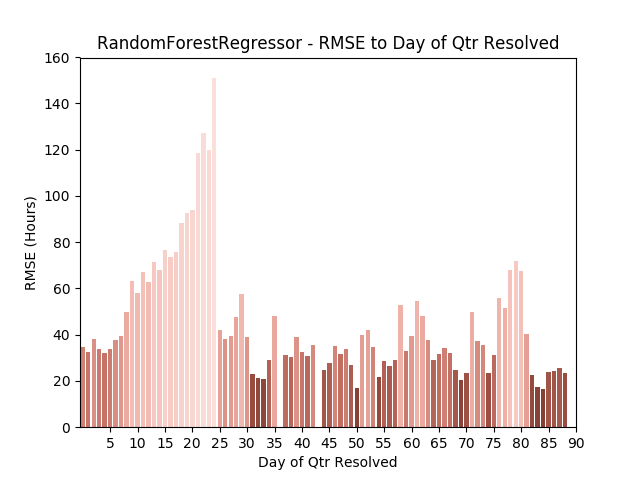 RandomForestRegressor - RMSE to Day of Qtr Resolved
160
140
120
100
80
60
40
20
0
RMSE (Hours)
5 10 15 20 25 30 35 40 45 50 55 60 65 70 75 80 85 90
Day of Qtr Resolved